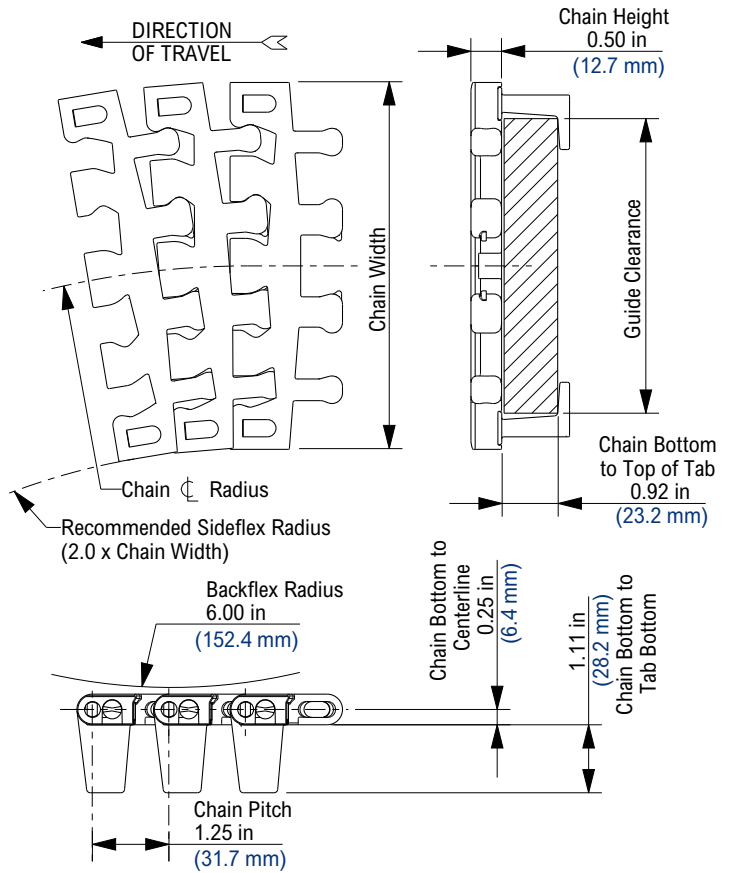 DIRECTION
OF TRAVEL
Chain Height
0.50 in
(12.7 mm)
Chain Width
Guide Clearance
Chain Bottom
to Top of Tab
0.92 in
(23.2 mm)
Chain ℄ Radius
Recommended Sideflex Radius
(2.0 x Chain Width)
Backflex Radius
6.00 in
(152.4 mm)
Chain Bottom to
Centerline
0.25 in
(6.4 mm)
1.11 in
(28.2 mm)
Chain Bottom to
Tab Bottom
Chain Pitch
1.25 in
(31.7 mm)